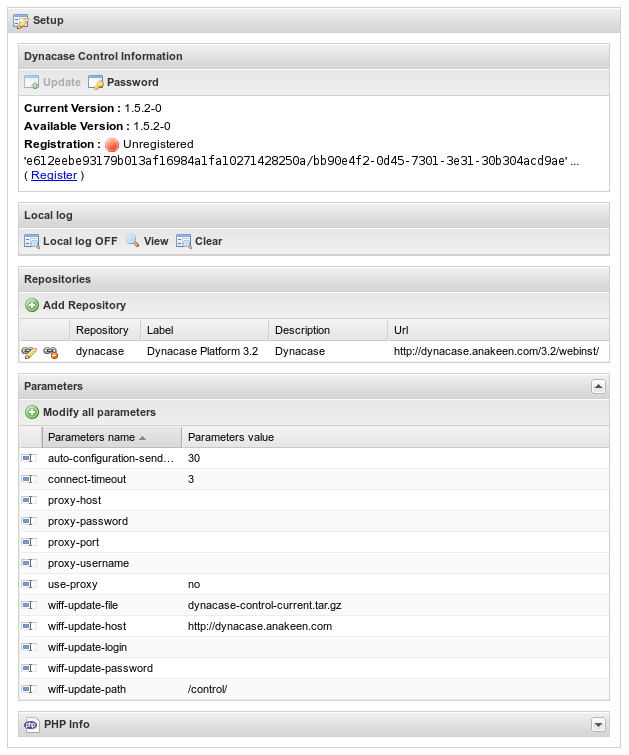 Setup
Dynacase Control Information
Update Password
Current Version : 1.5.2-0
Available Version : 1.5.2-0
Registration : Unregistered
'e612eebe93179b013af16984a1fa10271428250a/bb90e4f2-0d45-7301-3e31-30b304acd9ae' ...
( Register )
Local log
Local log OFF View Clear
Repositories
Add Repository
Repository Label Description Url
dynacase Dynacase Platform 3.2 Dynacase http://dynacase.anakeen.com/3.2/webinst/
Parameters
Modify all parameters
Parameters name Parameters value
auto-configuration-send... 30
connect-timeout 3
proxy-host
proxy-password
proxy-port
proxy-username
use-proxy no
wiff-update-file dynacase-control-current.tar.gz
wiff-update-host http://dynacase.anakeen.com
wiff-update-login
wiff-update-password
wiff-update-path /control/
php PHP Info